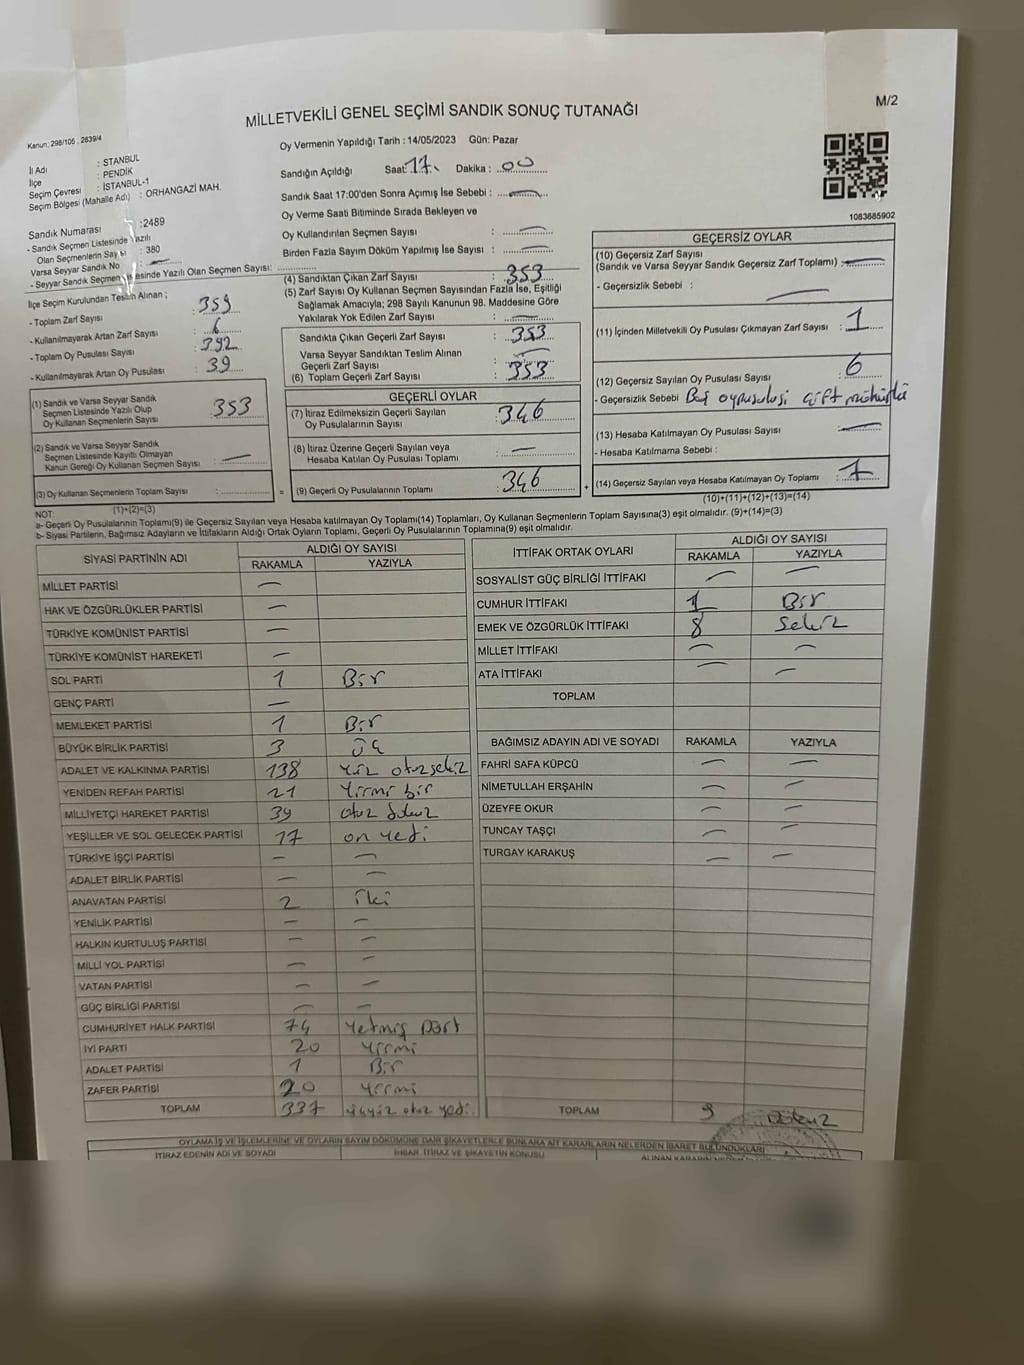 M/2
MİLLETVEKİLİ GENEL SEÇİMİ SANDIK SONUÇ TUTANAĞI
Kanun; 298/105 , 2839/4
İl Adı : İSTANBUL
İlçe : PENDİK
Seçim Çevresi : İSTANBUL-1
Seçim Bölgesi (Mahalle Adı) : ORHANGAZİ MAH.
Sandık Numarası :2489
- Sandık Seçmen Listesinde Yazılı
Olan Seçmenlerin Sayısı : 380
Varsa Seyyar Sandık No : —
- Seyyar Sandık Seçmen Listesinde Yazılı Olan Seçmen Sayısı:
İlçe Seçim Kurulundan Teslim Alınan ;
- Toplam Zarf Sayısı : 359
- Kullanılmayarak Artan Zarf Sayısı : 6
- Toplam Oy Pusulası Sayısı : 392
- Kullanılmayarak Artan Oy Pusulası : 39
Oy Vermenin Yapıldığı Tarih : 14/05/2023 Gün: Pazar
Sandığın Açıldığı Saat : 17. Dakika : 00
Sandık Saat 17:00'den Sonra Açımış İse Sebebi : —
Oy Verme Saati Bitiminde Sırada Bekleyen ve
Oy Kullandırılan Seçmen Sayısı : —
Birden Fazla Sayım Döküm Yapılmış İse Sayısı : —
(4) Sandıktan Çıkan Zarf Sayısı : 353
(5) Zarf Sayısı Oy Kullanan Seçmen Sayısından Fazla İse, Eşitliği
Sağlamak Amacıyla; 298 Sayılı Kanunun 98. Maddesine Göre
Yakılarak Yok Edilen Zarf Sayısı : —
Sandıkta Çıkan Geçerli Zarf Sayısı : 353
Varsa Seyyar Sandıktan Teslim Alınan
Geçerli Zarf Sayısı : —
(6) Toplam Geçerli Zarf Sayısı : 353
1083685902
GEÇERSİZ OYLAR
(10) Geçersiz Zarf Sayısı
(Sandık ve Varsa Seyyar Sandık Geçersiz Zarf Toplamı) : —
- Geçersizlik Sebebi : —
(11) İçinden Milletvekili Oy Pusulası Çıkmayan Zarf Sayısı : 1
(12) Geçersiz Sayılan Oy Pusulası Sayısı : 6
- Geçersizlik Sebebi oypusulası çift mühürlü
(13) Hesaba Katılmayan Oy Pusulası Sayısı : —
- Hesaba Katılmama Sebebi :
(14) Geçersiz Sayılan veya Hesaba Katılmayan Oy Toplamı : 7
(10)+(11)+(12)+(13)=(14)
(1) Sandık ve Varsa Seyyar Sandık
Seçmen Listesinde Yazılı Olup
Oy Kullanan Seçmenlerin Sayısı : 353
(2) Sandık ve Varsa Seyyar Sandık
Seçmen Listesinde Kayıtlı Olmayan
Kanun Gereği Oy Kullanan Seçmen Sayısı : —
(3) Oy Kullanan Seçmenlerin Toplam Sayısı :
(1)+(2)=(3)
GEÇERLİ OYLAR
(7) İtiraz Edilmeksizin Geçerli Sayılan
Oy Pusulalarının Sayısı : 346
(8) İtiraz Üzerine Geçerli Sayılan veya
Hesaba Katılan Oy Pusulası Toplamı : —
= (9) Geçerli Oy Pusulalarının Toplamı : 346 +
NOT:
a- Geçerli Oy Pusulalarının Toplamı(9) ile Geçersiz Sayılan veya Hesaba katılmayan Oy Toplamı(14) Toplamları, Oy Kullanan Seçmenlerin Toplam Sayısına(3) eşit olmalıdır. (9)+(14)=(3)
b- Siyasi Partilerin, Bağımsız Adayların ve İttifakların Aldığı Ortak Oyların Toplamı, Geçerli Oy Pusulalarının Toplamına(9) eşit olmalıdır.
SİYASİ PARTİNİN ADI ALDIĞI OY SAYISI
RAKAMLA YAZIYLA
MİLLET PARTİSİ —
HAK VE ÖZGÜRLÜKLER PARTİSİ —
TÜRKİYE KOMÜNİST PARTİSİ —
TÜRKİYE KOMÜNİST HAREKETİ —
SOL PARTİ 1 Bir
GENÇ PARTİ —
MEMLEKET PARTİSİ 1 Bir
BÜYÜK BİRLİK PARTİSİ 3 üç
ADALET VE KALKINMA PARTİSİ 138 yüz otuzsekiz
YENİDEN REFAH PARTİSİ 21 Yirmi bir
MİLLİYETÇİ HAREKET PARTİSİ 39 otuz dokuz
YEŞİLLER VE SOL GELECEK PARTİSİ 17 on yedi
TÜRKİYE İŞÇİ PARTİSİ — —
ADALET BİRLİK PARTİSİ — —
ANAVATAN PARTİSİ 2 iki
YENİLİK PARTİSİ — —
HALKIN KURTULUŞ PARTİSİ — —
MİLLİ YOL PARTİSİ — —
VATAN PARTİSİ — —
GÜÇ BİRLİĞİ PARTİSİ — —
CUMHURİYET HALK PARTİSİ 74 Yetmiş Dört
İYİ PARTİ 20 Yirmi
ADALET PARTİSİ 1 Bir
ZAFER PARTİSİ 20 Yirmi
TOPLAM 337 üçyüz otuz yedi
İTTİFAK ORTAK OYLARI ALDIĞI OY SAYISI
RAKAMLA YAZIYLA
SOSYALİST GÜÇ BİRLİĞİ İTTİFAKI — —
CUMHUR İTTİFAKI 1 Bir
EMEK VE ÖZGÜRLÜK İTTİFAKI 8 Sekiz
MİLLET İTTİFAKI — —
ATA İTTİFAKI — —
TOPLAM
BAĞIMSIZ ADAYIN ADI VE SOYADI RAKAMLA YAZIYLA
FAHRİ SAFA KÜPCÜ — —
NİMETULLAH ERŞAHİN — —
ÜZEYFE OKUR — —
TUNCAY TAŞÇI — —
TURGAY KARAKUŞ — —
TOPLAM 9 Dokuz
OYLAMA İŞ VE İŞLEMLERİNE VE OYLARIN SAYIM DÖKÜMÜNE DAİR ŞİKAYETLERLE BUNLARA AİT KARARLARIN NELERDEN İBARET BULUNDUKLARI
İTİRAZ EDENİN ADI VE SOYADI İHBAR, İTİRAZ VE ŞİKAYETİN KONUSU